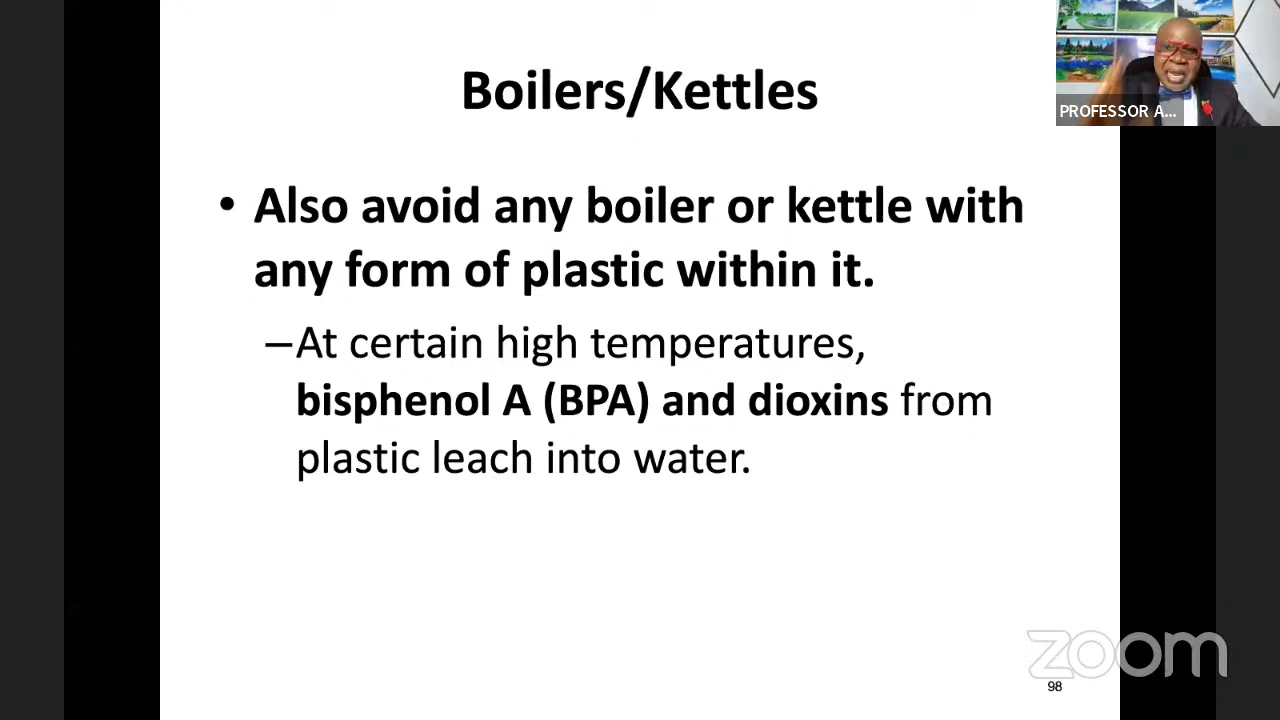 Boilers/Kettles
PROFESSOR A...
• Also avoid any boiler or kettle with
any form of plastic within it.
–At certain high temperatures,
bisphenol A (BPA) and dioxins from
plastic leach into water.
zoom
98